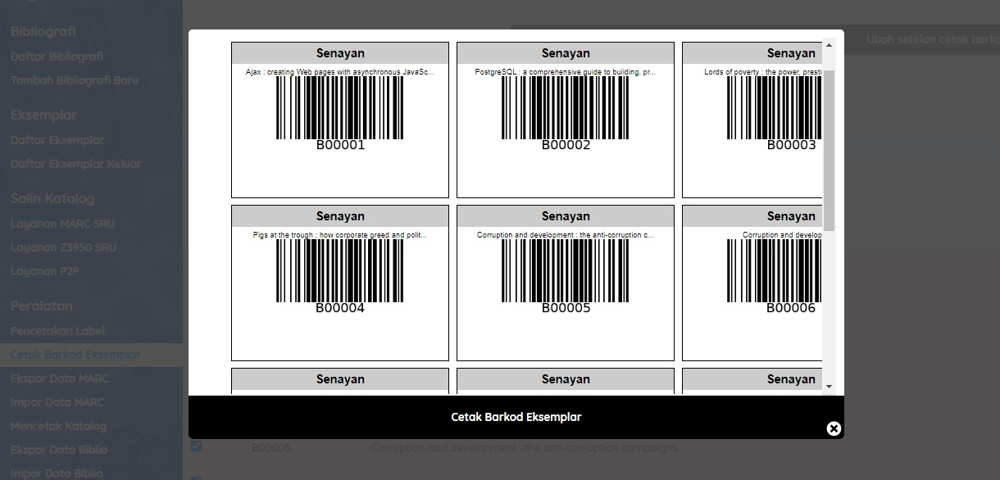 Bibliografi
Daftar Bibliografi
Tambah Bibliografi Baru
Eksemplar
Daftar Eksemplar
Daftar Eksemplar Keluar
Salin Katalog
Layanan MARC SRU
Layanan Z3950 SRU
Layanan P2P
Peralatan
Pencetakan Label
Cetak Barkod Eksemplar
Ekspor Data MARC
Impor Data MARC
Mencetak Katalog
Ekspor Data Biblio
Impor Data Biblio
Ubah setelan cetak barko
Senayan
Ajax : creating Web pages with asynchronous JavaSc...
B00001
Senayan
PostgreSQL : a comprehensive guide to building, pr...
B00002
Senayan
Lords of poverty : the power, presti
B00003
Senayan
Pigs at the trough : how corporate greed and polit...
B00004
Senayan
Corruption and development : the anti-corruption c...
B00005
Senayan
Corruption and develop
B00006
Senayan
Senayan
Senayan
Cetak Barkod Eksemplar
B00005 Corruption and development : the anti-corruption campaigns